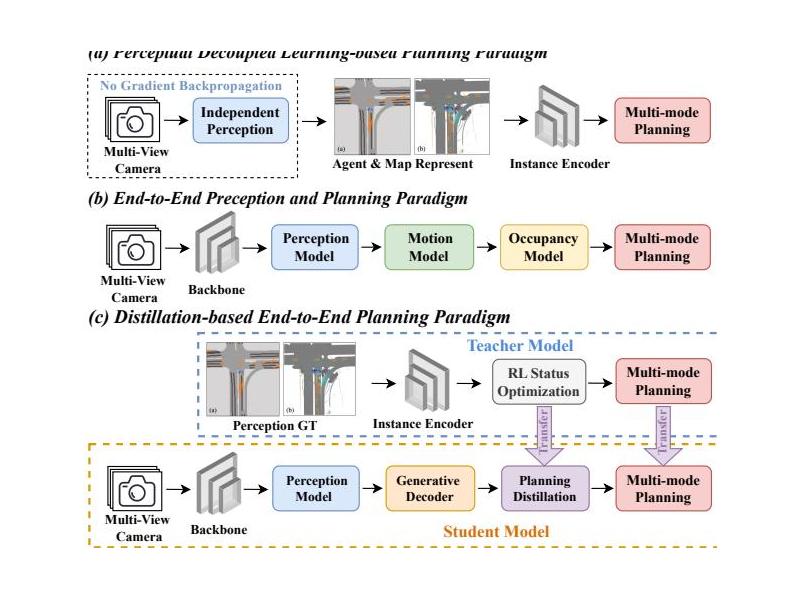 (a) Perceptual Decoupled Learning-based Planning Paradigm
No Gradient Backpropagation
Multi-View
Camera
Independent
Perception
(a)
(b)
Agent & Map Represent
Instance Encoder
Multi-mode
Planning
(b) End-to-End Preception and Planning Paradigm
Multi-View
Camera
Backbone
Perception
Model
Motion
Model
Occupancy
Model
Multi-mode
Planning
(c) Distillation-based End-to-End Planning Paradigm
Teacher Model
(a)
(b)
Perception GT
Instance Encoder
RL Status
Optimization
Multi-mode
Planning
Transfer
Transfer
Multi-View
Camera
Backbone
Perception
Model
Generative
Decoder
Planning
Distillation
Multi-mode
Planning
Student Model